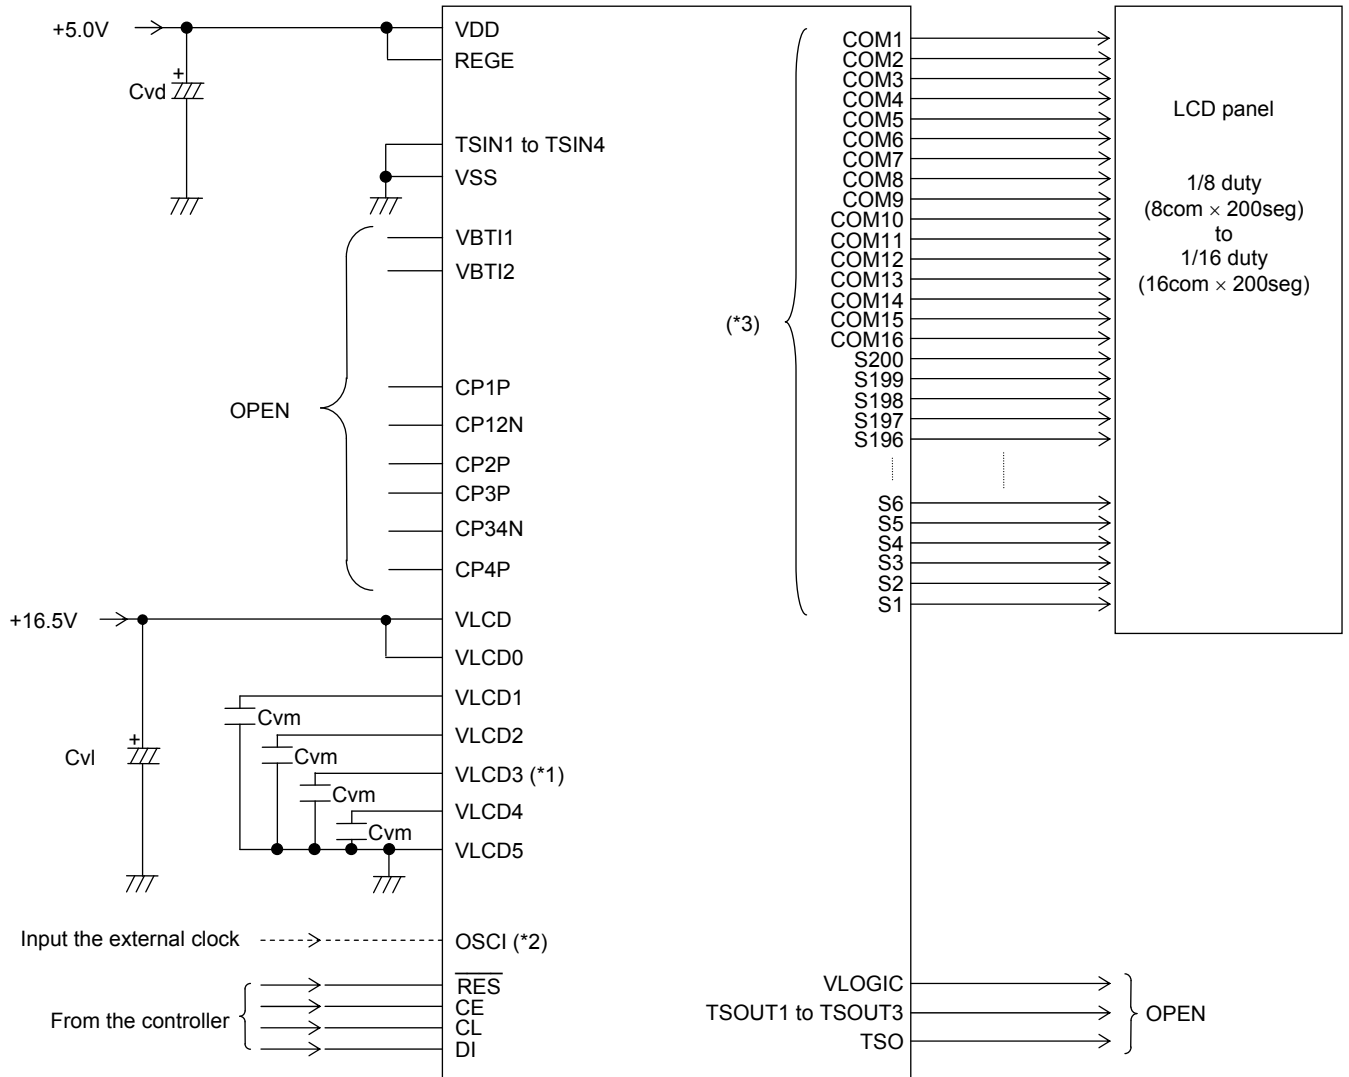 +5.0V
+
Cvd
VDD
REGE
TSIN1 to TSIN4
VSS
VBTI1
VBTI2
OPEN
CP1P
CP12N
CP2P
CP3P
CP34N
CP4P
+16.5V
+
Cvl
VLCD
VLCD0
VLCD1
Cvm
VLCD2
Cvm
VLCD3 (*1)
Cvm
VLCD4
Cvm
VLCD5
Input the external clock
OSCI (*2)
From the controller
RES
CE
CL
DI
(*3)
COM1
COM2
COM3
COM4
COM5
COM6
COM7
COM8
COM9
COM10
COM11
COM12
COM13
COM14
COM15
COM16
S200
S199
S198
S197
S196
S6
S5
S4
S3
S2
S1
LCD panel
1/8 duty
(8com × 200seg)
to
1/16 duty
(16com × 200seg)
VLOGIC
TSOUT1 to TSOUT3
TSO
OPEN